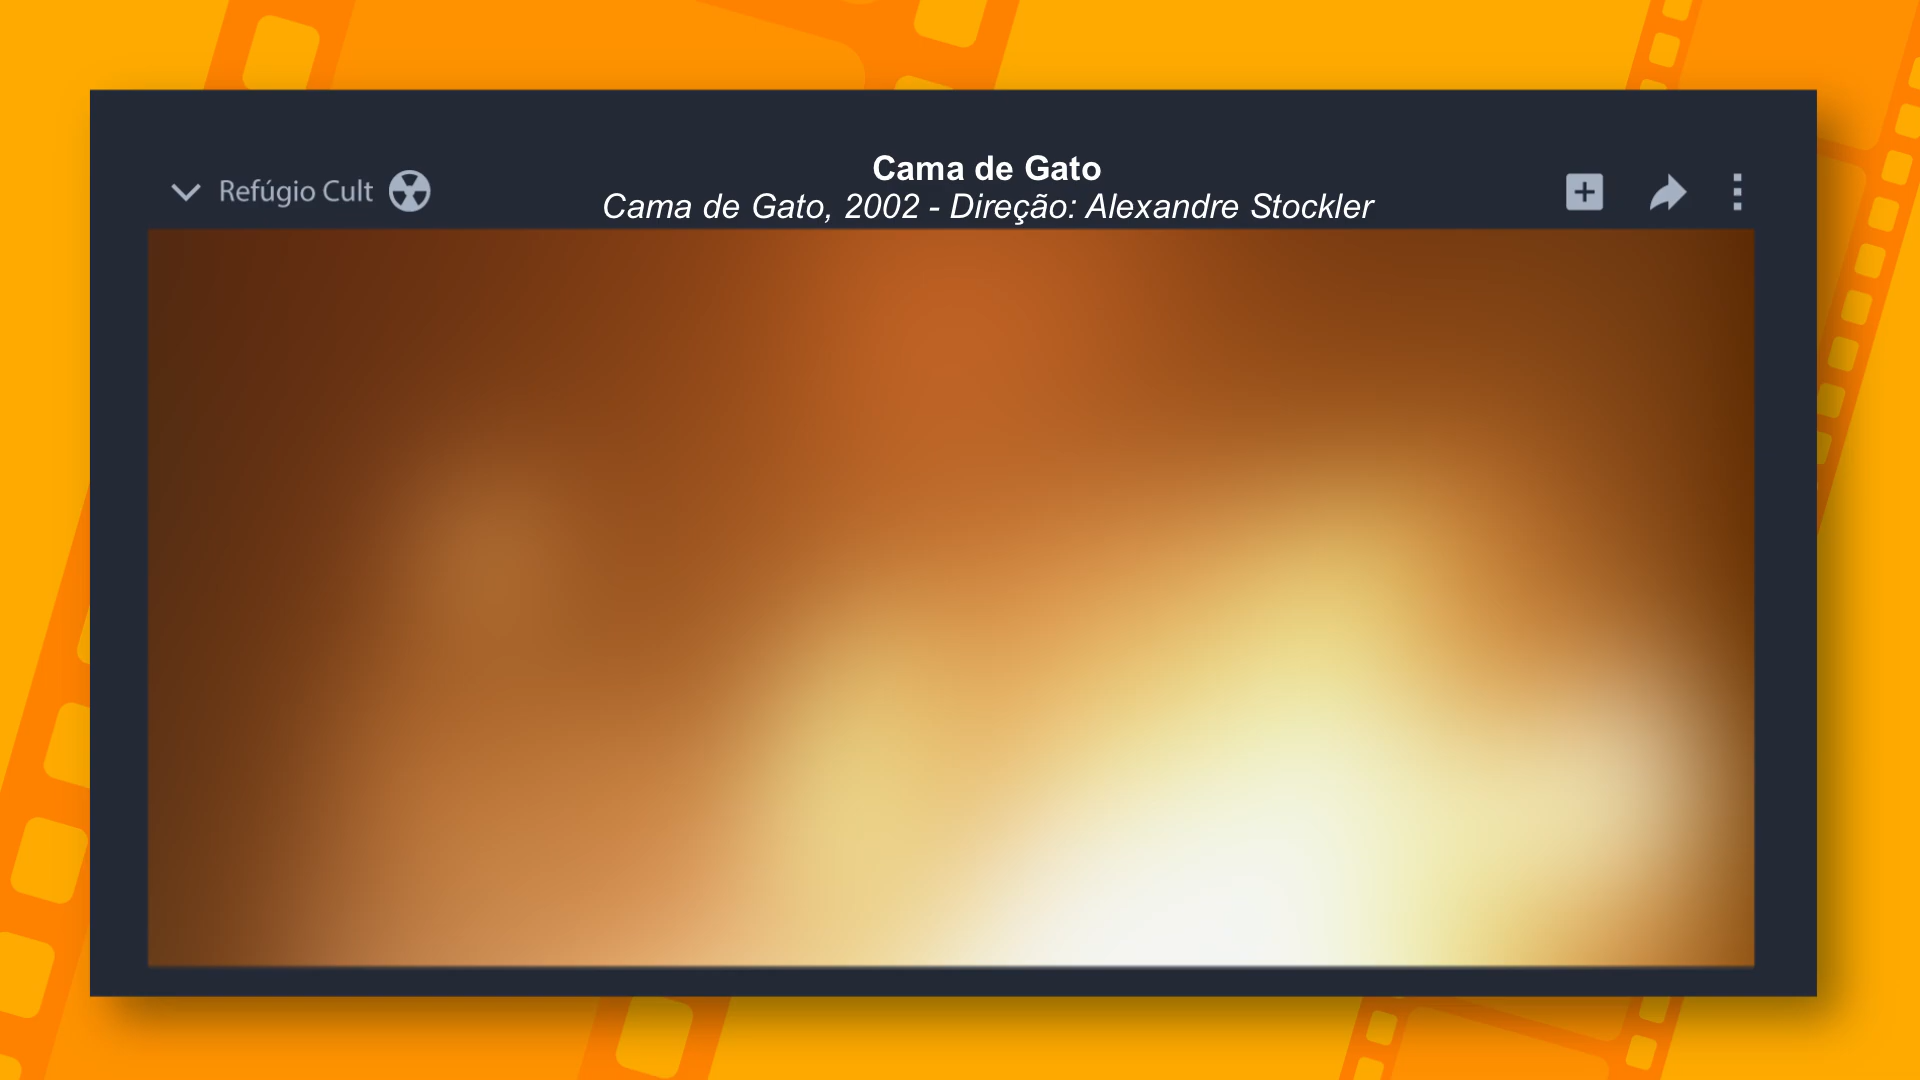 Cama de Gato
Refúgio Cult
Cama de Gato, 2002 - Direção: Alexandre Stockler